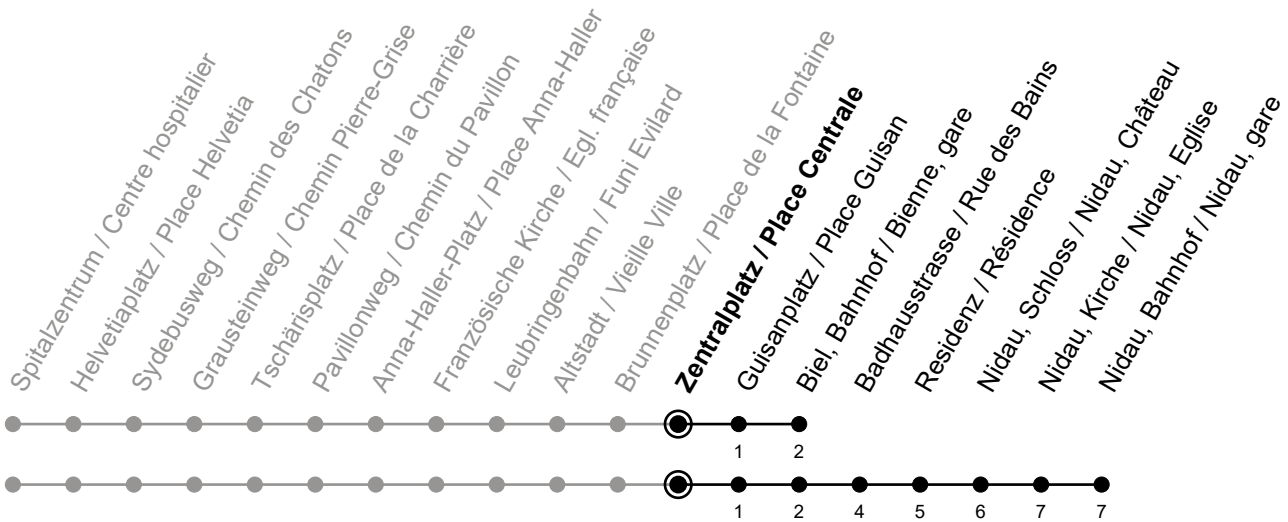 Spitalzentrum / Centre hospitalier
Helvetiaplatz / Place Helvetia
Sydebusweg / Chemin des Chatons
Grausteinweg / Chemin Pierre-Grise
Tschärisplatz / Place de la Charrière
Pavillonweg / Chemin du Pavillon
Anna-Haller-Platz / Place Anna-Haller
Französische Kirche / Egl. française
Leubringenbahn / Funi Evilard
Altstadt / Vieille Ville
Brunnenplatz / Place de la Fontaine
Zentralplatz / Place Centrale
Guisanplatz / Place Guisan
Biel, Bahnhof / Bienne, gare
Badhausstrasse / Rue des Bains
Residenz / Résidence
Nidau, Schloss / Nidau, Château
Nidau, Kirche / Nidau, Eglise
Nidau, Bahnhof / Nidau, gare
1 2
1 2 4 5 6 7 7